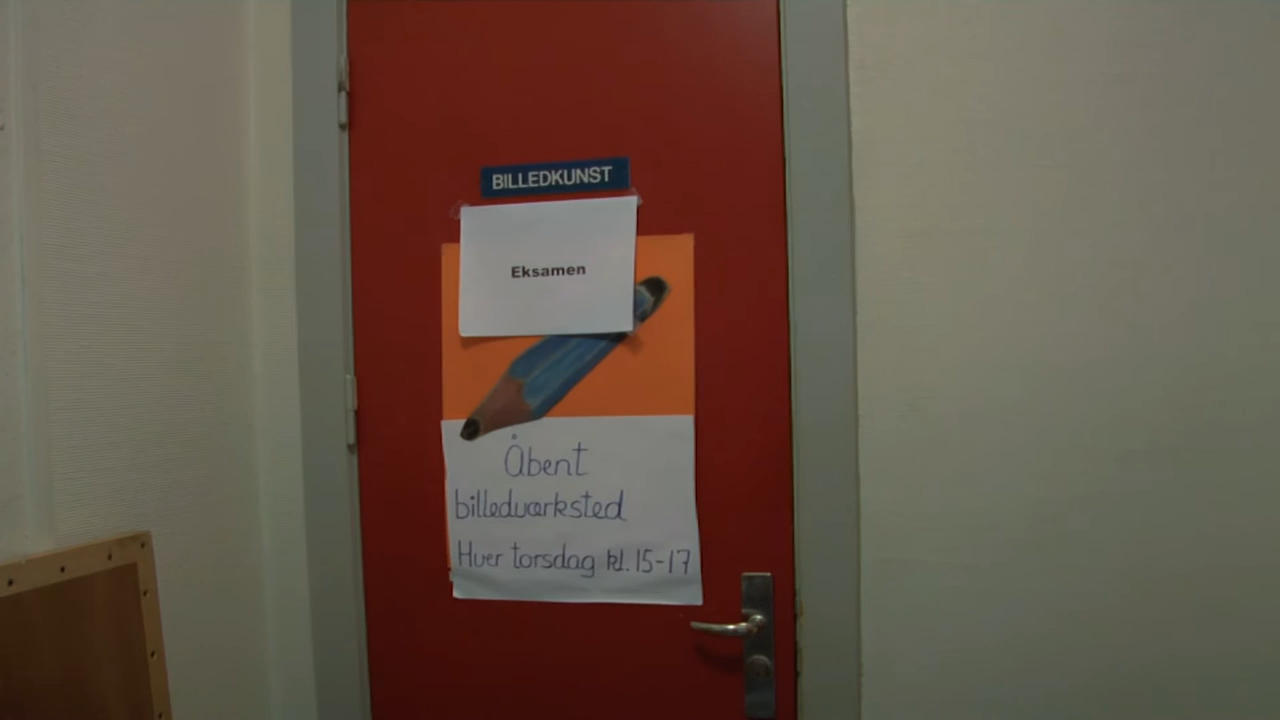 BILLEDKUNST
Eksamen
Åbent
billedværksted
Hver torsdag kl. 15-17